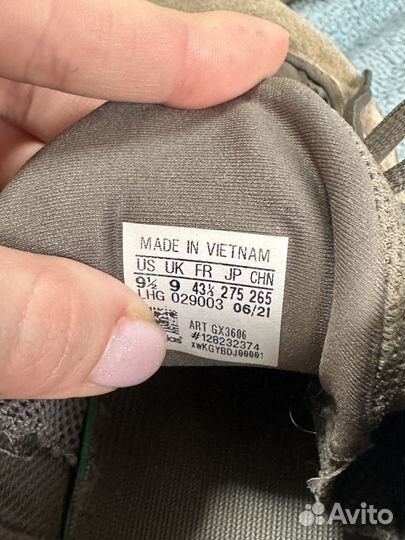 MADE IN VIETNAM
US UK FR JP CHN
9½ 9 43⅓ 275 265
LHG 029003 06/21
ART GX3606
#128232374
xwKGYBDJ00001
Avito